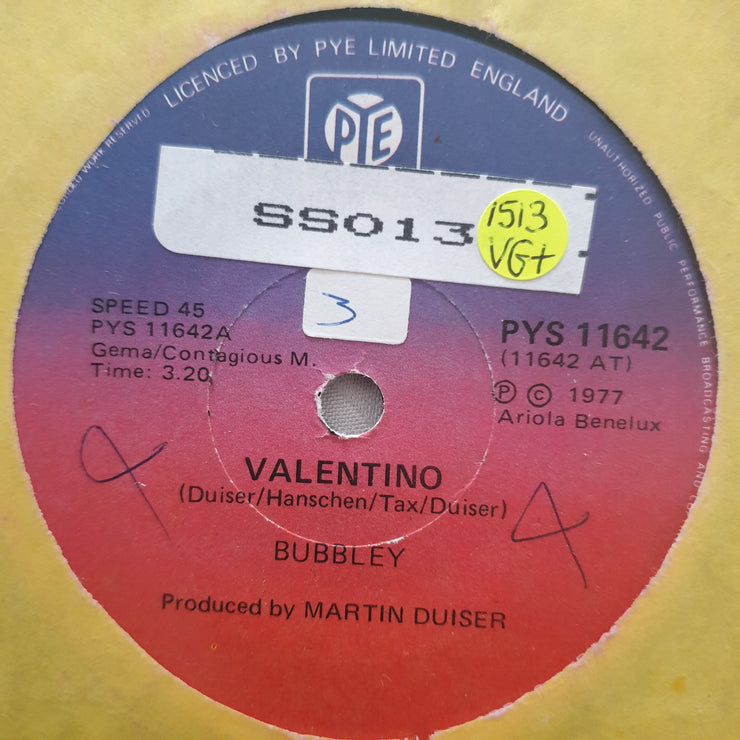 LICENCED BY PYE LIMITED ENGLAND
UNAUTHORIZED PUBLIC PERFORMANCE BROADCASTING AND
WORK RESERVED
PYE
SS013
1513
VG+
3
SPEED 45
PYS 11642A
Gema/Contagious M.
Time: 3.20
PYS 11642
(11642 AT)
Ⓟ © 1977
Ariola Benelux
VALENTINO
(Duiser/Hanschen/Tax/Duiser)
4 4
BUBBLEY
Produced by MARTIN DUISER